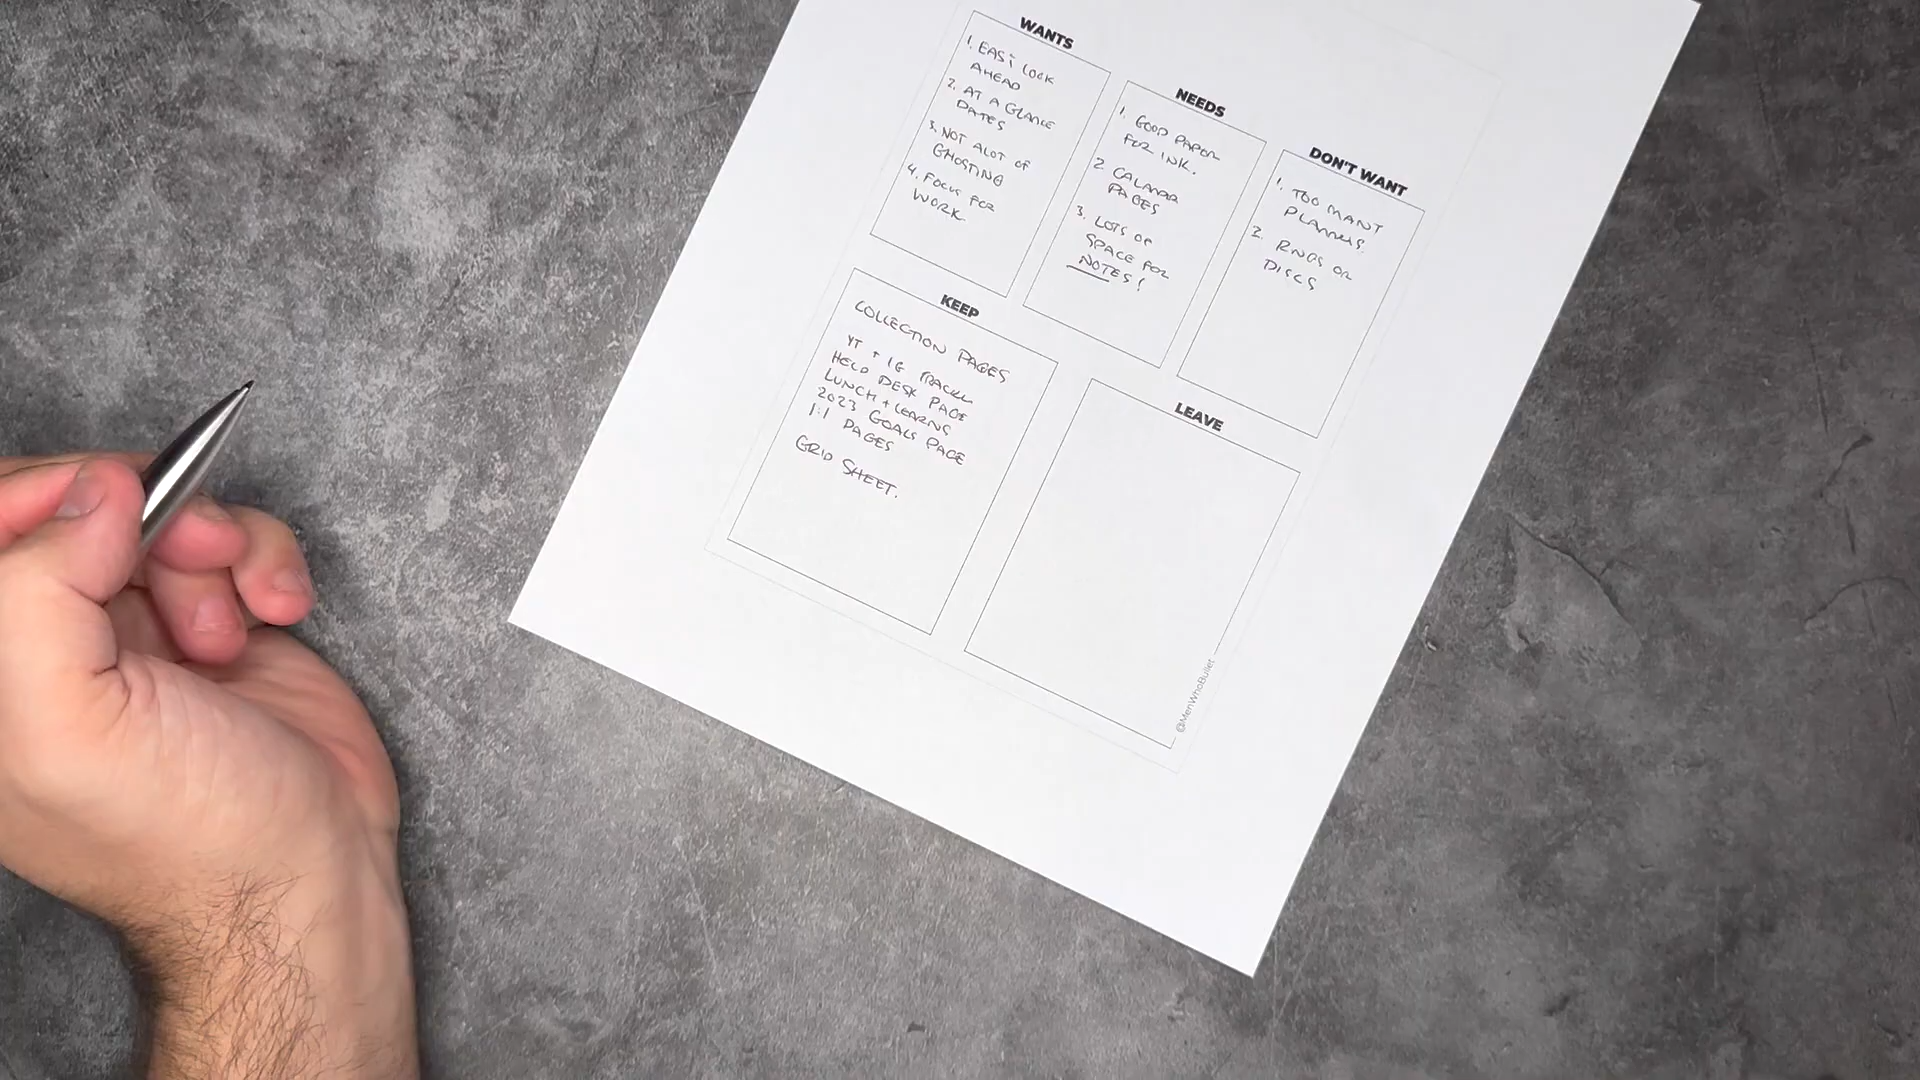 WANTS
1. EASY LOOK
AHEAD
2. AT A GLANCE
DATES
3. NOT ALOT OF
GHOSTING
4. FOCUS FOR
WORK
NEEDS
1. GOOD PAPER
FOR INK.
2. CALANDAR
PAGES
3. LOTS OF
SPACE FOR
NOTES!
DON'T WANT
1. TOO MANY
PLANNERS
2. RINGS OR
DISCS
KEEP
COLLECTION PAGES
YT + IG TRACKER
HELP DESK PAGE
LUNCH + LEARNS
2023 GOALS PAGE
1:1 PAGES
GRID SHEET.
LEAVE
@MenWhoBullet